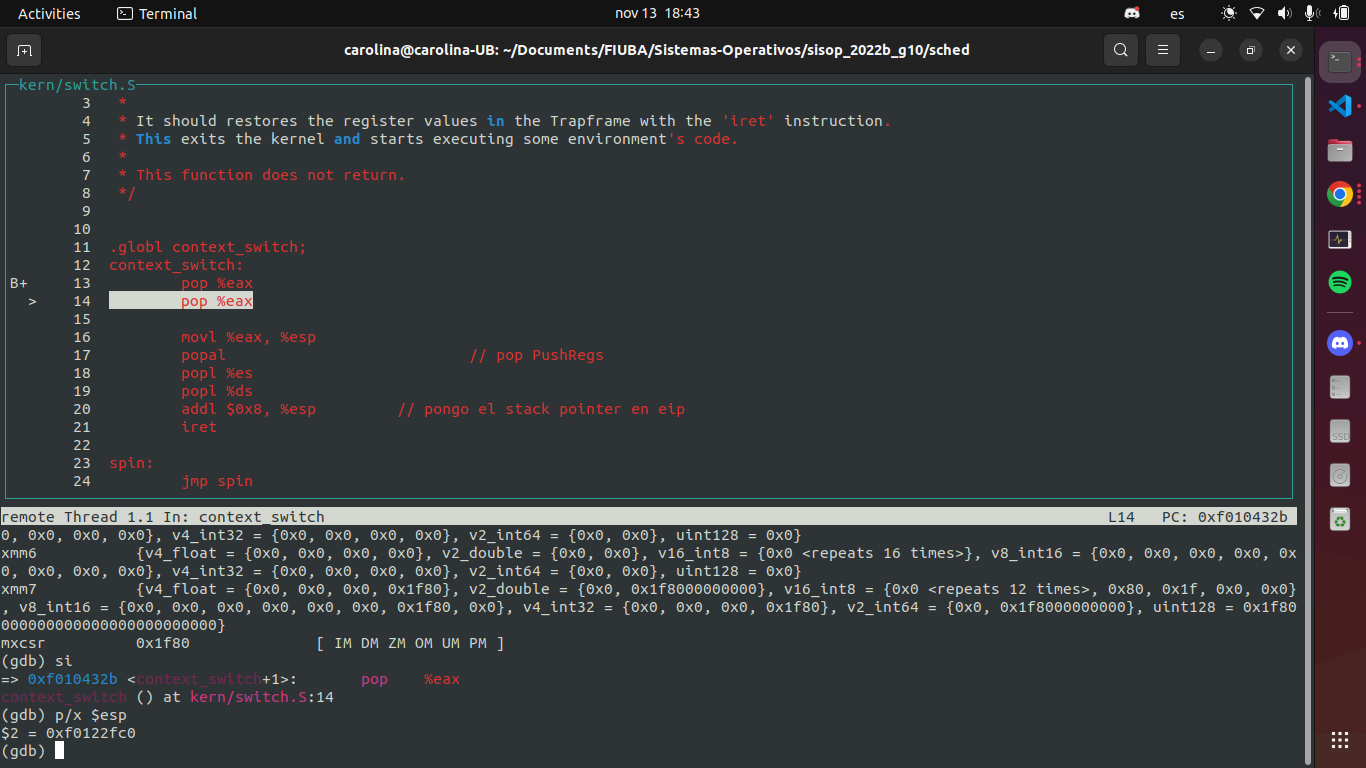 Activities Terminal nov 13 18:43 es
carolina@carolina-UB: ~/Documents/FIUBA/Sistemas-Operativos/sisop_2022b_g10/sched
kern/switch.S
3 *
4 * It should restores the register values in the Trapframe with the 'iret' instruction.
5 * This exits the kernel and starts executing some environment's code.
6 *
7 * This function does not return.
8 */
9
10
11 .globl context_switch;
12 context_switch:
B+ 13 pop %eax
> 14 pop %eax
15
16 movl %eax, %esp
17 popal // pop PushRegs
18 popl %es
19 popl %ds
20 addl $0x8, %esp // pongo el stack pointer en eip
21 iret
22
23 spin:
24 jmp spin
remote Thread 1.1 In: context_switch L14 PC: 0xf010432b
0, 0x0, 0x0, 0x0}, v4_int32 = {0x0, 0x0, 0x0, 0x0}, v2_int64 = {0x0, 0x0}, uint128 = 0x0}
xmm6 {v4_float = {0x0, 0x0, 0x0, 0x0}, v2_double = {0x0, 0x0}, v16_int8 = {0x0 <repeats 16 times>}, v8_int16 = {0x0, 0x0, 0x0, 0x0, 0x
0, 0x0, 0x0, 0x0}, v4_int32 = {0x0, 0x0, 0x0, 0x0}, v2_int64 = {0x0, 0x0}, uint128 = 0x0}
xmm7 {v4_float = {0x0, 0x0, 0x0, 0x1f80}, v2_double = {0x0, 0x1f8000000000}, v16_int8 = {0x0 <repeats 12 times>, 0x80, 0x1f, 0x0, 0x0}
, v8_int16 = {0x0, 0x0, 0x0, 0x0, 0x0, 0x0, 0x1f80, 0x0}, v4_int32 = {0x0, 0x0, 0x0, 0x1f80}, v2_int64 = {0x0, 0x1f8000000000}, uint128 = 0x1f80
000000000000000000000000}
mxcsr 0x1f80 [ IM DM ZM OM UM PM ]
(gdb) si
=> 0xf010432b <context_switch+1>: pop %eax
context_switch () at kern/switch.S:14
(gdb) p/x $esp
$2 = 0xf0122fc0
(gdb)
SSD